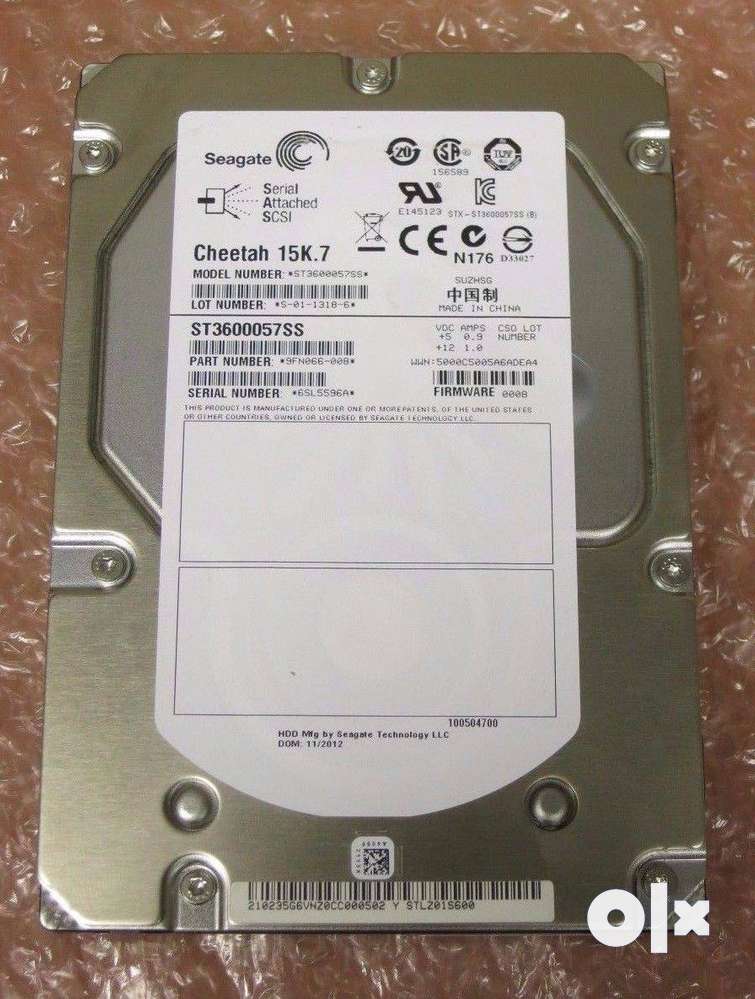 Seagate
Serial
Attached
SCSI
Cheetah 15K.7
MODEL NUMBER: *ST3600057SS*
LOT NUMBER: *S-01-1318-6*
20
SA
156589
TÜV
E145123 STX-ST3600057SS (B)
CE
N176
D33027
SUZHSG
中国制
MADE IN CHINA
ST3600057SS
VDC AMPS CSO LOT
+5 0.9 NUMBER
+12 1.0
PART NUMBER: *9FN066-008*
WWN:5000C5005A6ADEA4
SERIAL NUMBER: *6SL5S96A*
FIRMWARE 000B
THIS PRODUCT IS MANUFACTURED UNDER ONE OR MORE PATENTS, OF THE UNITED STATES
OR OTHER COUNTRIES, OWNED OR LICENSED BY SEAGATE TECHNOLOGY LLC.
100504700
HDD Mfg by Seagate Technology LLC
DOM: 11/2012
210235G6VNZ0CC000502 Y STLZ01S600
olx